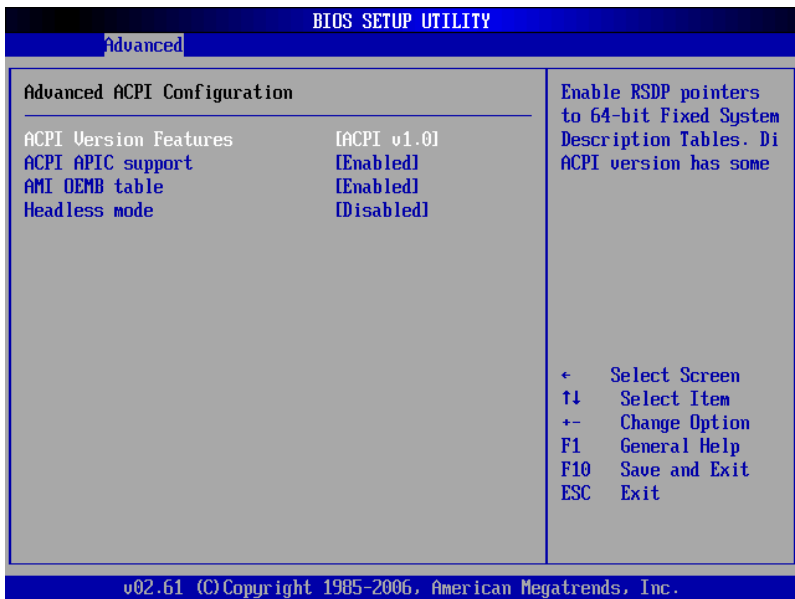 BIOS SETUP UTILITY
Advanced
Advanced ACPI Configuration
ACPI Version Features [ACPI v1.0]
ACPI APIC support [Enabled]
AMI OEMB table [Enabled]
Headless mode [Disabled]
Enable RSDP pointers
to 64-bit Fixed System
Description Tables. Di
ACPI version has some
← Select Screen
↑↓ Select Item
+- Change Option
F1 General Help
F10 Save and Exit
ESC Exit
v02.61 (C)Copyright 1985-2006, American Megatrends, Inc.